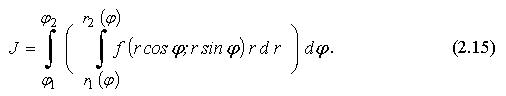 J = ∫_{φ1}^{φ2} ( ∫_{r1(φ)}^{r2(φ)} f(r cos φ; r sin φ) r d r ) dφ. (2.15)